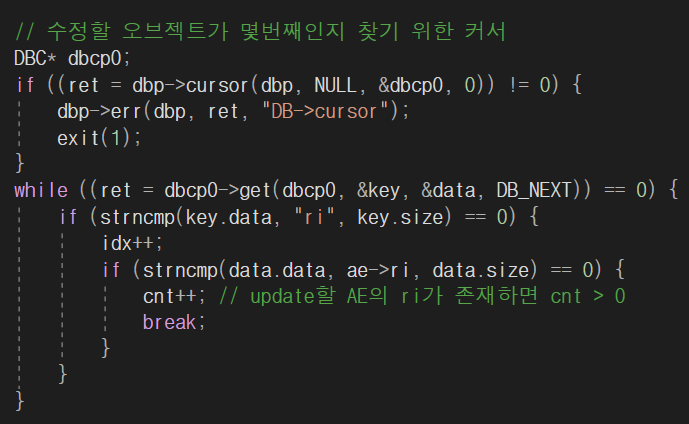 // 수정할 오브젝트가 몇번째인지 찾기 위한 커서
DBC* dbcp0;
if ((ret = dbp->cursor(dbp, NULL, &dbcp0, 0)) != 0) {
    dbp->err(dbp, ret, "DB->cursor");
    exit(1);
}
while ((ret = dbcp0->get(dbcp0, &key, &data, DB_NEXT)) == 0) {
    if (strncmp(key.data, "ri", key.size) == 0) {
        idx++;
        if (strncmp(data.data, ae->ri, data.size) == 0) {
            cnt++; // update할 AE의 ri가 존재하면 cnt > 0
            break;
        }
    }
}